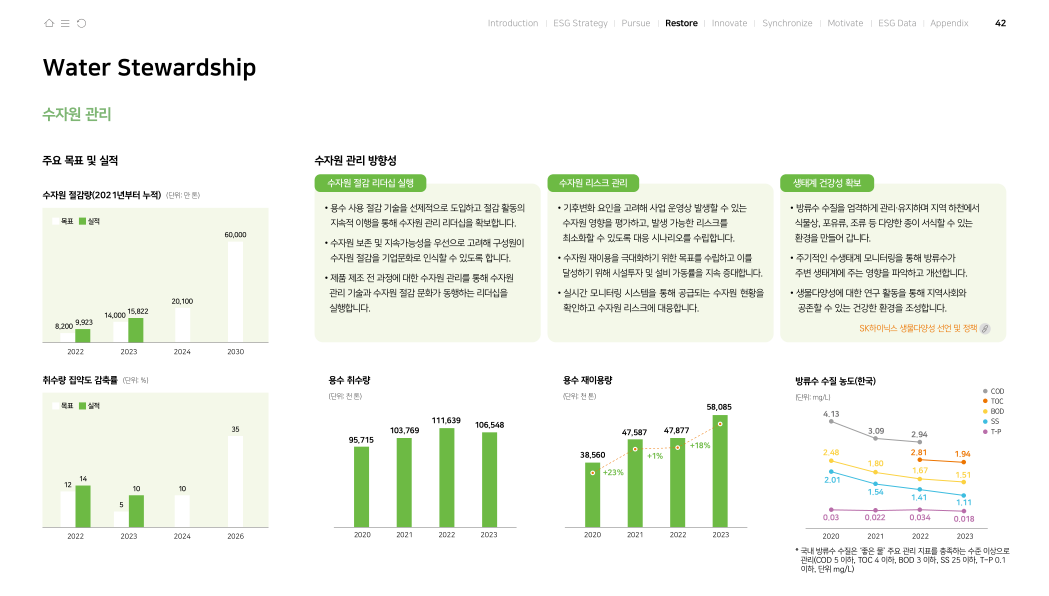 Introduction | ESG Strategy | Pursue | Restore | Innovate | Synchronize | Motivate | ESG Data | Appendix 42
Water Stewardship
수자원 관리
주요 목표 및 실적
수자원 절감량(2021년부터 누적) (단위: 만 톤)
목표 실적
60,000
20,100
14,000 15,822
8,200 9,923
2022 2023 2024 2030
취수량 집약도 감축률 (단위: %)
목표 실적
35
12 14
5 10
10
2022 2023 2024 2026
수자원 관리 방향성
수자원 절감 리더십 실행
• 용수 사용 절감 기술을 선제적으로 도입하고 절감 활동의
지속적 이행을 통해 수자원 관리 리더십을 확보합니다.
• 수자원 보존 및 지속가능성을 우선으로 고려해 구성원이
수자원 절감을 기업문화로 인식할 수 있도록 합니다.
• 제품 제조 전 과정에 대한 수자원 관리를 통해 수자원
관리 기술과 수자원 절감 문화가 동행하는 리더십을
실행합니다.
수자원 리스크 관리
• 기후변화 요인을 고려해 사업 운영상 발생할 수 있는
수자원 영향을 평가하고, 발생 가능한 리스크를
최소화할 수 있도록 대응 시나리오를 수립합니다.
• 수자원 재이용을 극대화하기 위한 목표를 수립하고 이를
달성하기 위해 시설투자 및 설비 가동률을 지속 증대합니다.
• 실시간 모니터링 시스템을 통해 공급되는 수자원 현황을
확인하고 수자원 리스크에 대응합니다.
생태계 건강성 확보
• 방류수 수질을 엄격하게 관리·유지하며 지역 하천에서
식물상, 포유류, 조류 등 다양한 종이 서식할 수 있는
환경을 만들어 갑니다.
• 주기적인 수생태계 모니터링을 통해 방류수가
주변 생태계에 주는 영향을 파악하고 개선합니다.
• 생물다양성에 대한 연구 활동을 통해 지역사회와
공존할 수 있는 건강한 환경을 조성합니다.
SK하이닉스 생물다양성 선언 및 정책
용수 취수량
(단위: 천 톤)
95,715 103,769 111,639 106,548
2020 2021 2022 2023
용수 재이용량
(단위: 천 톤)
58,085
47,587 47,877
38,560
+23% +1% +18%
2020 2021 2022 2023
방류수 수질 농도(한국)
(단위: mg/L)
COD
TOC
BOD
SS
T-P
4.13 3.09 2.94
2.81 1.94
2.48 1.80 1.67 1.51
2.01 1.54 1.41 1.11
0.03 0.022 0.034 0.018
2020 2021 2022 2023
* 국내 방류수 수질은 '좋은 물' 주요 관리 지표를 충족하는 수준 이상으로
관리(COD 5 이하, TOC 4 이하, BOD 3 이하, SS 25 이하, T-P 0.1
이하, 단위 mg/L)